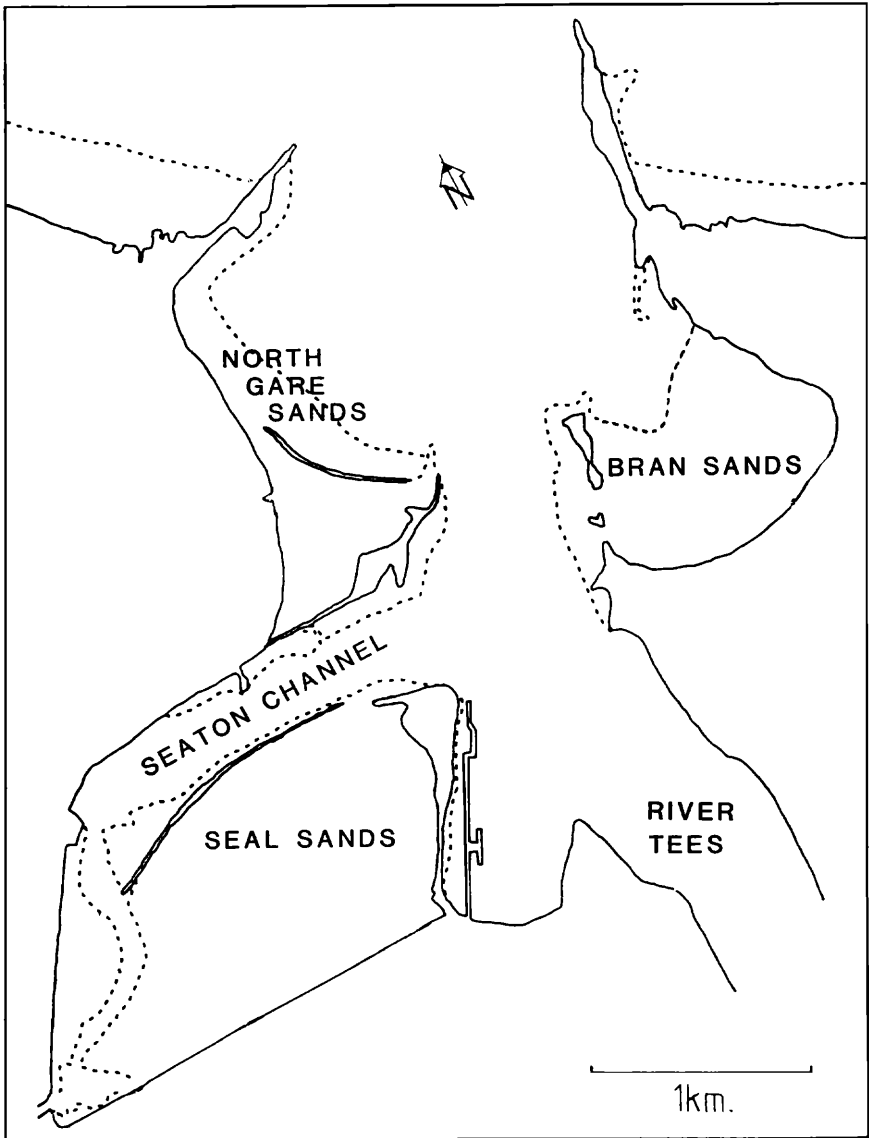 N
NORTH
GARE
SANDS
BRAN SANDS
SEATON CHANNEL
SEAL SANDS
RIVER
TEES
1km.